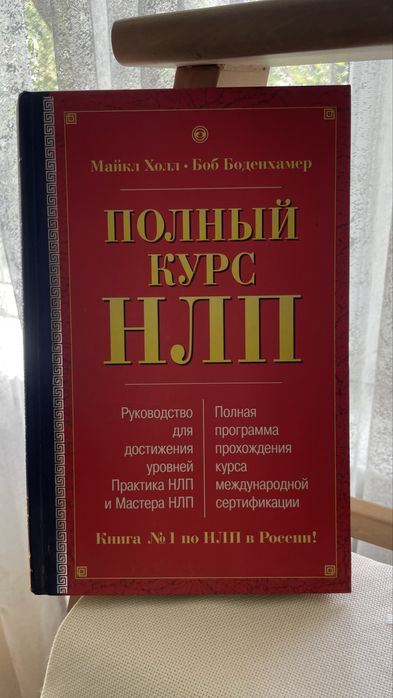 Майкл Холл • Боб Боденхамер
ПОЛНЫЙ
КУРС
НЛП
Руководство
для
достижения
уровней
Практика НЛП
и Мастера НЛП
Полная
программа
прохождения
курса
международной
сертификации
Книга №1 по НЛП в России!